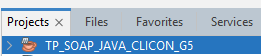 Projects × Files Favorites Services
TP_SOAP_JAVA_CLICON_G5